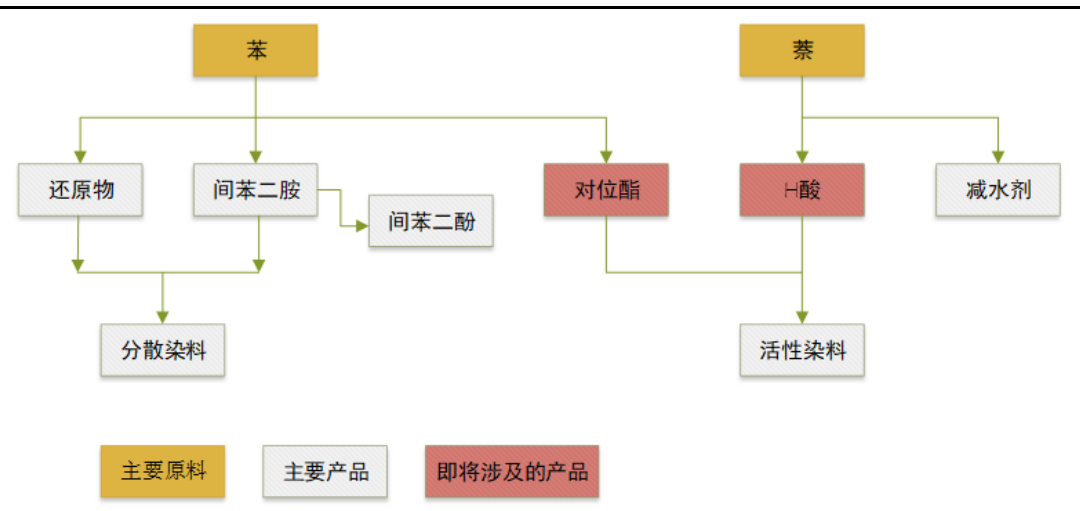 苯
萘
还原物
间苯二胺
间苯二酚
对位酯
H酸
减水剂
分散染料
活性染料
主要原料
主要产品
即将涉及的产品